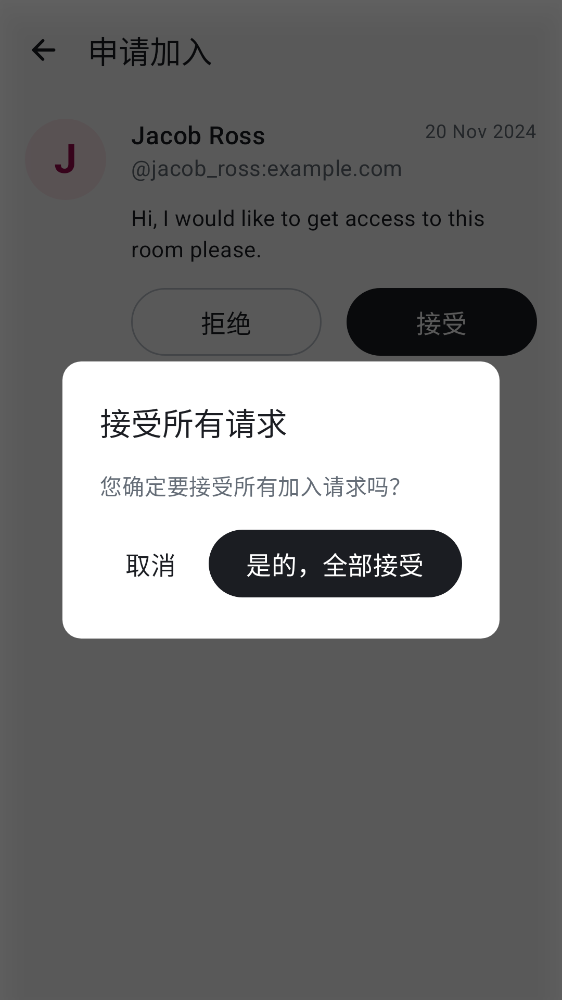 申请加入
J
Jacob Ross
20 Nov 2024
@jacob_ross:example.com
Hi, I would like to get access to this
room please.
拒绝
接受
接受所有请求
您确定要接受所有加入请求吗？
取消
是的，全部接受